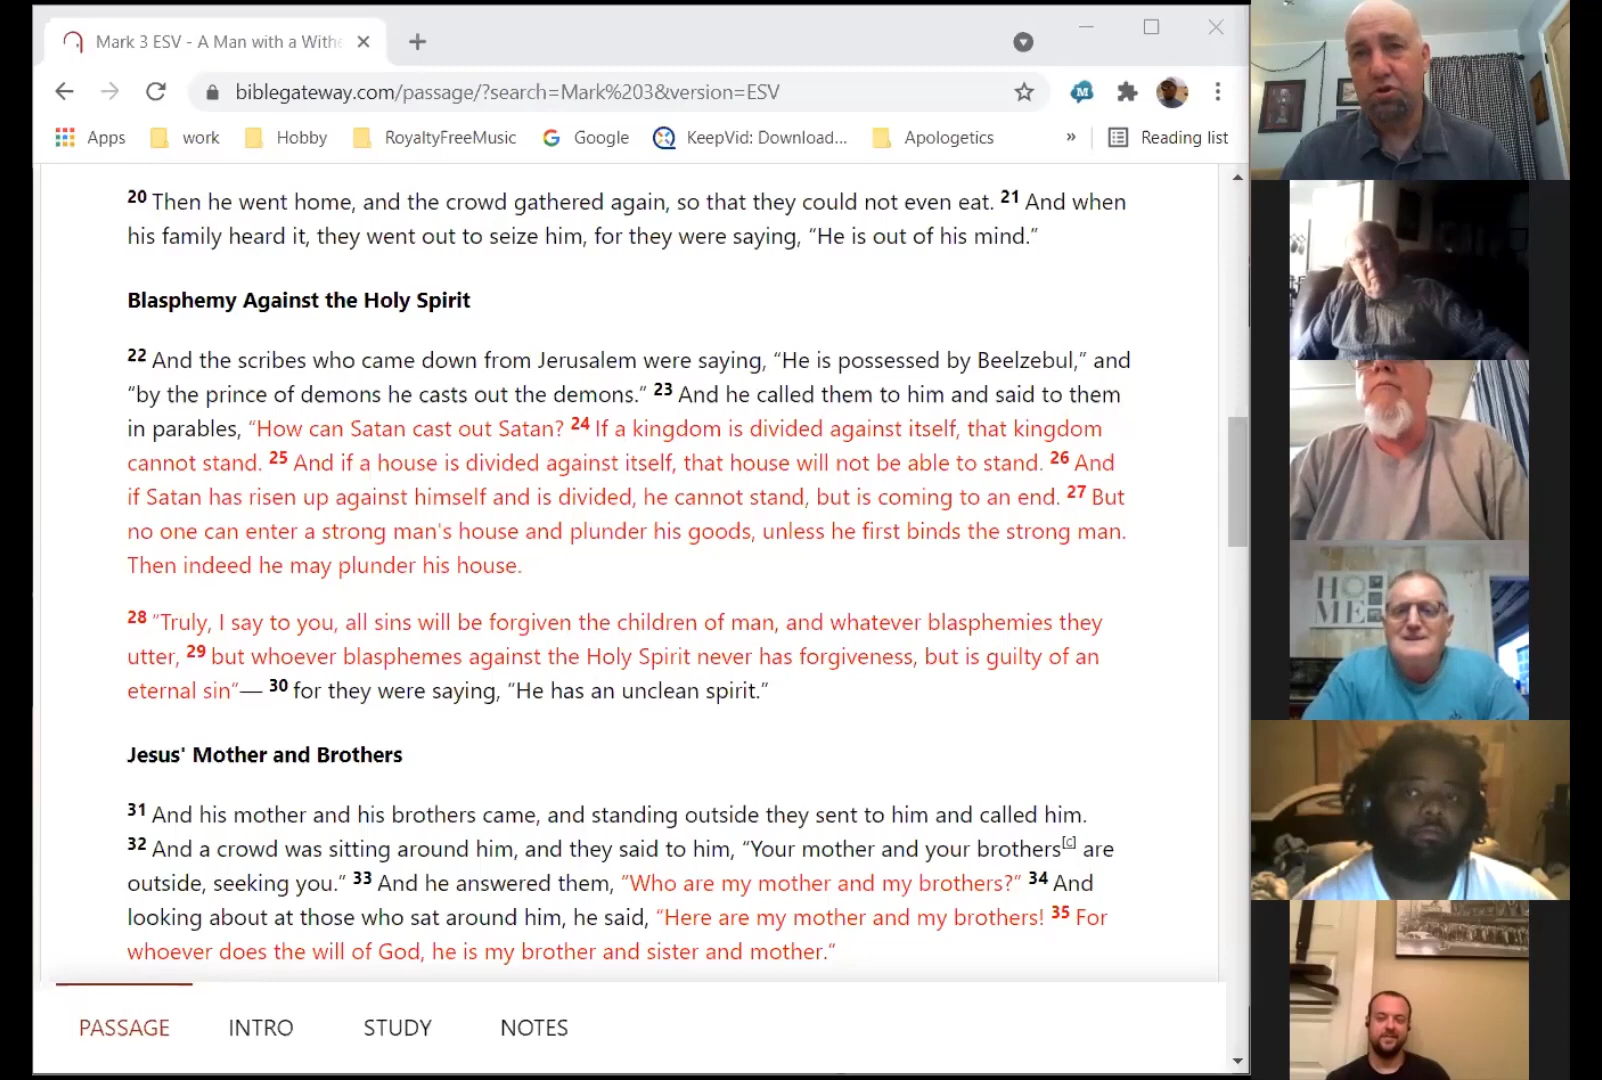 Mark 3 ESV - A Man with a Withe
biblegateway.com/passage/?search=Mark%203&version=ESV
M
Apps work Hobby RoyaltyFreeMusic Google KeepVid: Download... Apologetics » Reading list
20 Then he went home, and the crowd gathered again, so that they could not even eat. 21 And when
his family heard it, they went out to seize him, for they were saying, “He is out of his mind.”
Blasphemy Against the Holy Spirit
22 And the scribes who came down from Jerusalem were saying, “He is possessed by Beelzebul,” and
“by the prince of demons he casts out the demons.” 23 And he called them to him and said to them
in parables, “How can Satan cast out Satan? 24 If a kingdom is divided against itself, that kingdom
cannot stand. 25 And if a house is divided against itself, that house will not be able to stand. 26 And
if Satan has risen up against himself and is divided, he cannot stand, but is coming to an end. 27 But
no one can enter a strong man's house and plunder his goods, unless he first binds the strong man.
Then indeed he may plunder his house.
28 “Truly, I say to you, all sins will be forgiven the children of man, and whatever blasphemies they
utter, 29 but whoever blasphemes against the Holy Spirit never has forgiveness, but is guilty of an
eternal sin”— 30 for they were saying, “He has an unclean spirit.”
Jesus' Mother and Brothers
31 And his mother and his brothers came, and standing outside they sent to him and called him.
32 And a crowd was sitting around him, and they said to him, “Your mother and your brothers[c] are
outside, seeking you.” 33 And he answered them, “Who are my mother and my brothers?” 34 And
looking about at those who sat around him, he said, “Here are my mother and my brothers! 35 For
whoever does the will of God, he is my brother and sister and mother.”
PASSAGE INTRO STUDY NOTES
HO
ME